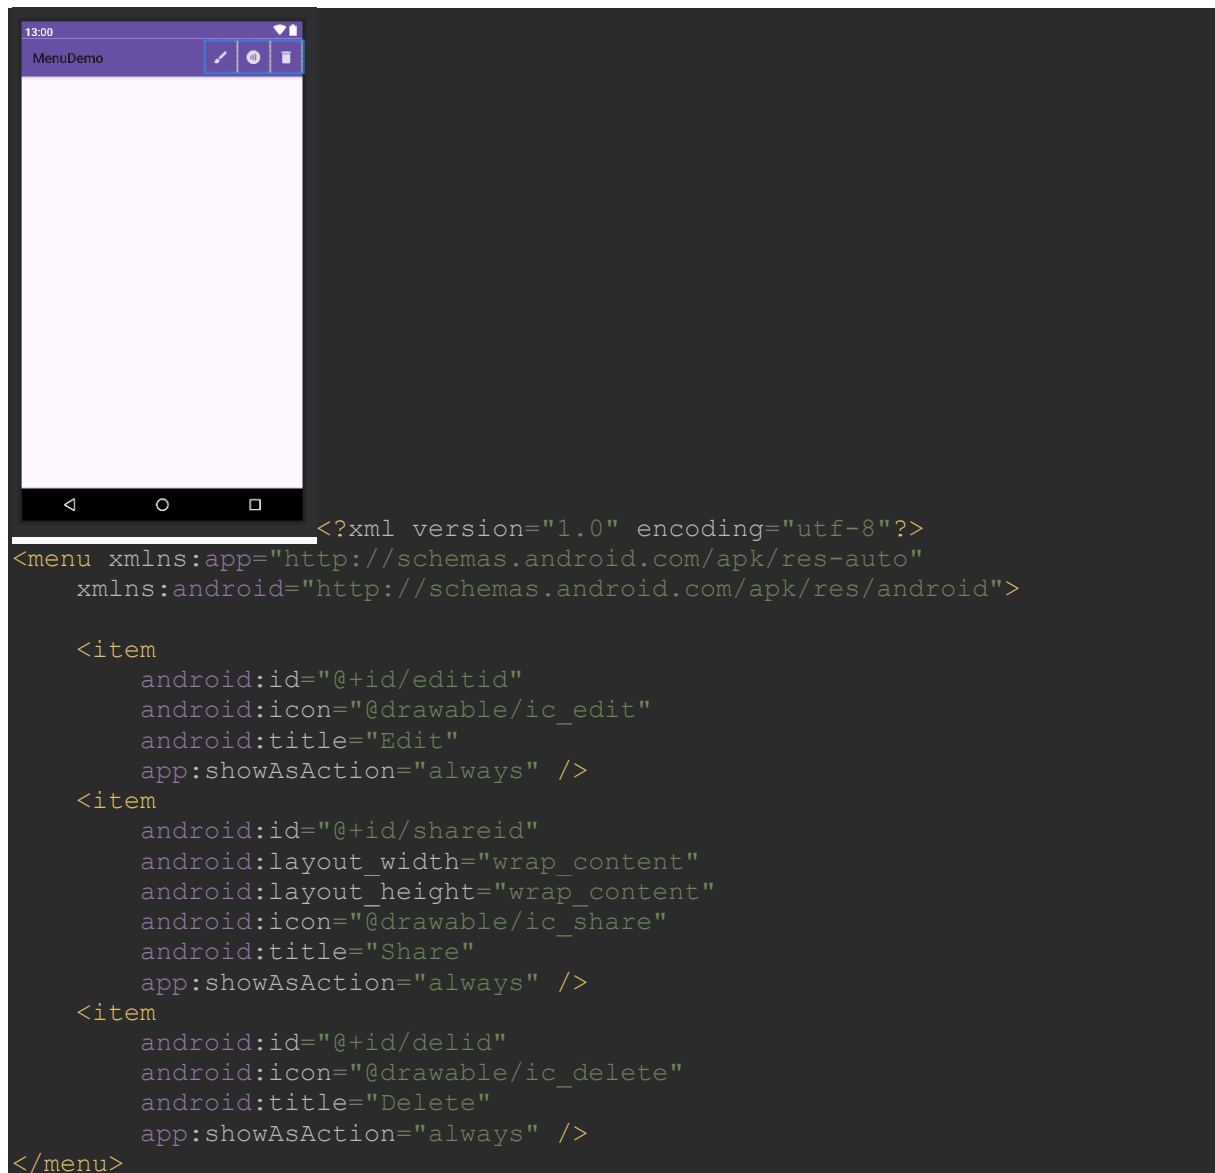 13:00
MenuDemo
<?xml version="1.0" encoding="utf-8"?>
<menu xmlns:app="http://schemas.android.com/apk/res-auto"
    xmlns:android="http://schemas.android.com/apk/res/android">

    <item
        android:id="@+id/editid"
        android:icon="@drawable/ic_edit"
        android:title="Edit"
        app:showAsAction="always" />
    <item
        android:id="@+id/shareid"
        android:layout_width="wrap_content"
        android:layout_height="wrap_content"
        android:icon="@drawable/ic_share"
        android:title="Share"
        app:showAsAction="always" />
    <item
        android:id="@+id/delid"
        android:icon="@drawable/ic_delete"
        android:title="Delete"
        app:showAsAction="always" />
</menu>